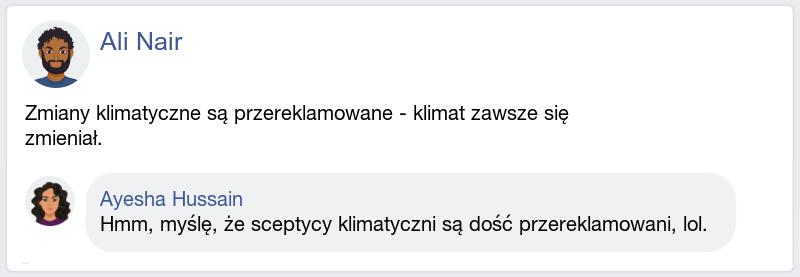 Ali Nair
Zmiany klimatyczne są przereklamowane - klimat zawsze się
zmieniał.
Ayesha Hussain
Hmm, myślę, że sceptycy klimatyczni są dość przereklamowani, lol.